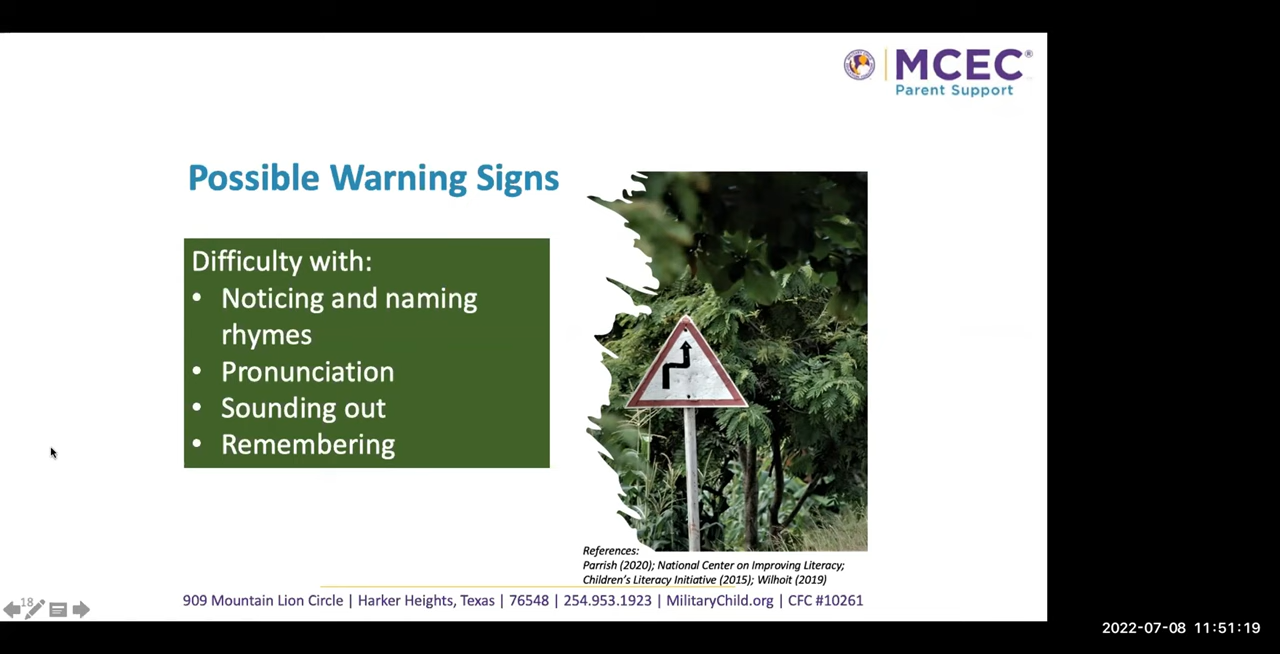 MCEC®
Parent Support
Possible Warning Signs
Difficulty with:
• Noticing and naming
rhymes
• Pronunciation
• Sounding out
• Remembering
References:
Parrish (2020); National Center on Improving Literacy;
Children's Literacy Initiative (2015); Wilhoit (2019)
909 Mountain Lion Circle | Harker Heights, Texas | 76548 | 254.953.1923 | MilitaryChild.org | CFC #10261
18
2022-07-08 11:51:19